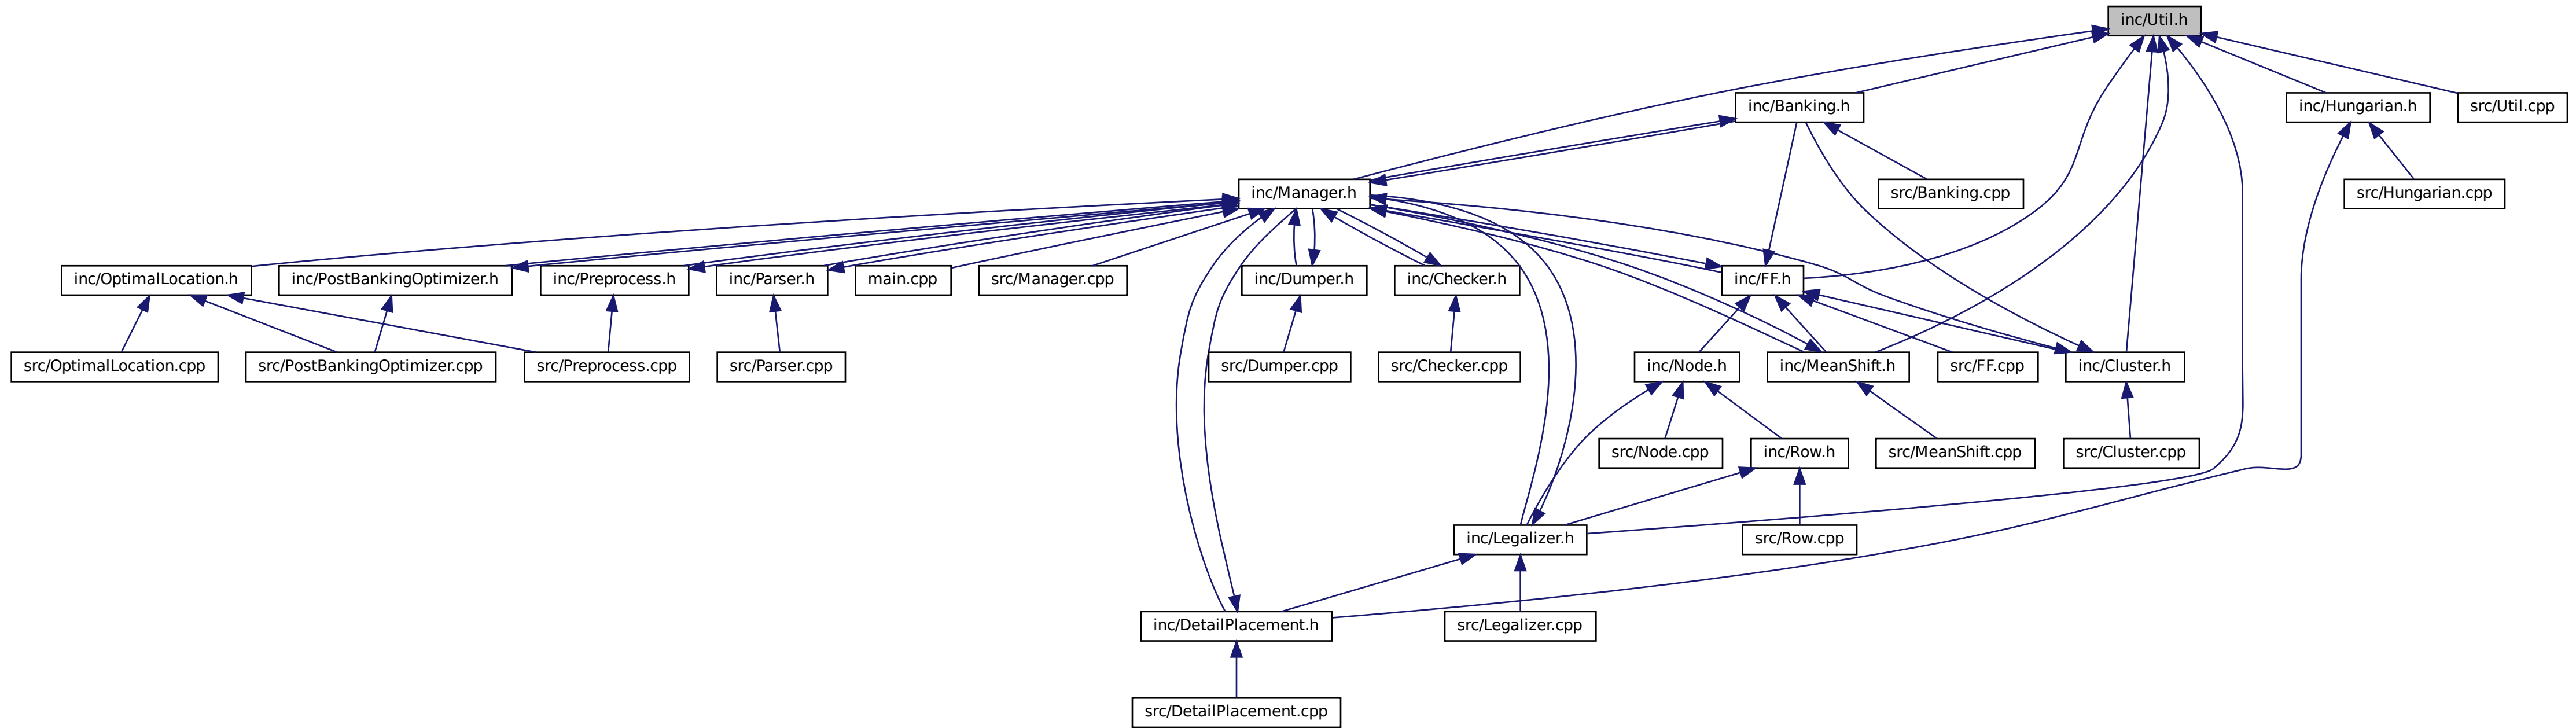 inc/Util.h
inc/Banking.h
inc/Hungarian.h
src/Util.cpp
inc/Manager.h
src/Banking.cpp
src/Hungarian.cpp
inc/OptimalLocation.h
inc/PostBankingOptimizer.h
inc/Preprocess.h
inc/Parser.h
main.cpp
src/Manager.cpp
inc/Dumper.h
inc/Checker.h
inc/FF.h
src/OptimalLocation.cpp
src/PostBankingOptimizer.cpp
src/Preprocess.cpp
src/Parser.cpp
src/Dumper.cpp
src/Checker.cpp
inc/Node.h
inc/MeanShift.h
src/FF.cpp
inc/Cluster.h
src/Node.cpp
inc/Row.h
src/MeanShift.cpp
src/Cluster.cpp
inc/Legalizer.h
src/Row.cpp
inc/DetailPlacement.h
src/Legalizer.cpp
src/DetailPlacement.cpp